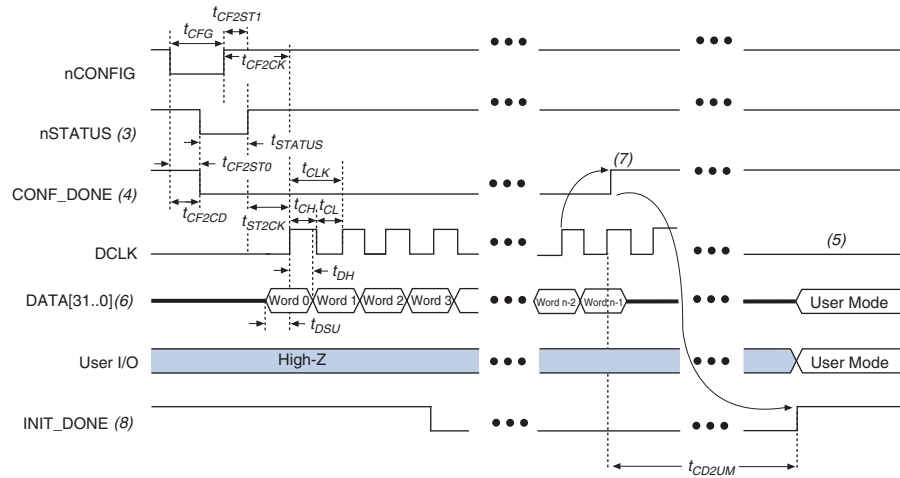 tCF2ST1
tCFG
tCF2CK
nCONFIG
nSTATUS (3)
tSTATUS
tCF2ST0
tCLK
(7)
CONF_DONE (4)
tCF2CD
tST2CK
tCH
tCL
(5)
DCLK
tDH
DATA[31..0](6)
Word 0
Word 1
Word 2
Word 3
Word n-2
Word n-1
User Mode
tDSU
User I/O
High-Z
User Mode
INIT_DONE (8)
tCD2UM